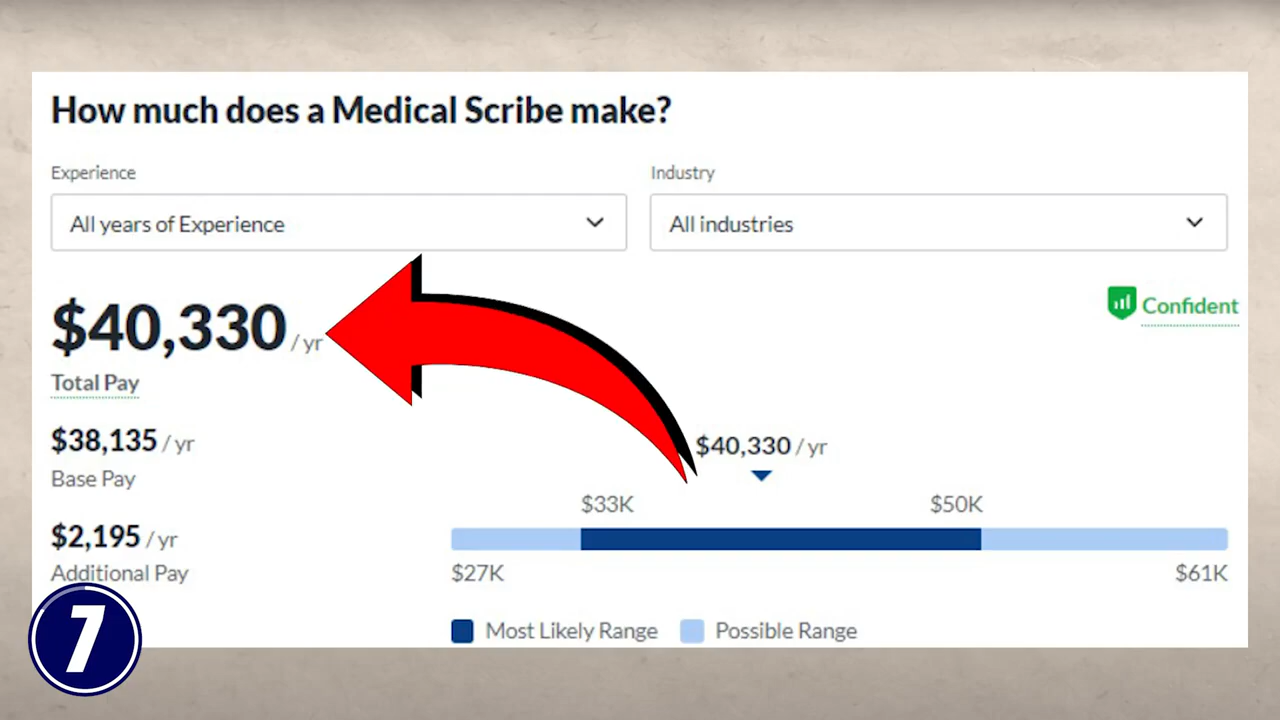 How much does a Medical Scribe make?
Experience
Industry
All years of Experience
All industries
$40,330 / yr
Confident
Total Pay
$38,135 / yr
Base Pay
$40,330 / yr
$33K
$50K
$2,195 / yr
Additional Pay
$27K
$61K
Most Likely Range
Possible Range
7